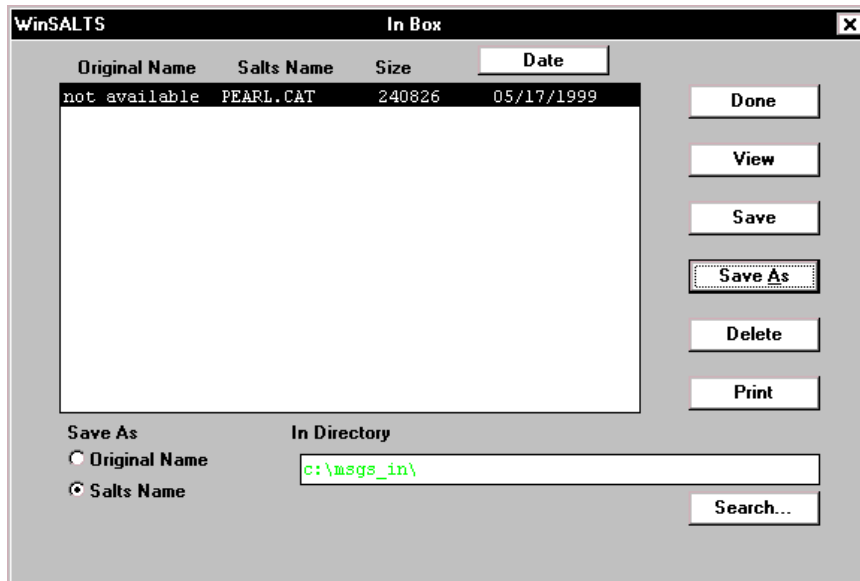 WinSALTS In Box
Original Name Salts Name Size Date
not available PEARL.CAT 240826 05/17/1999
Done
View
Save
Save As
Delete
Print
Save As In Directory
Original Name
c:\msgs_in\
Salts Name
Search...